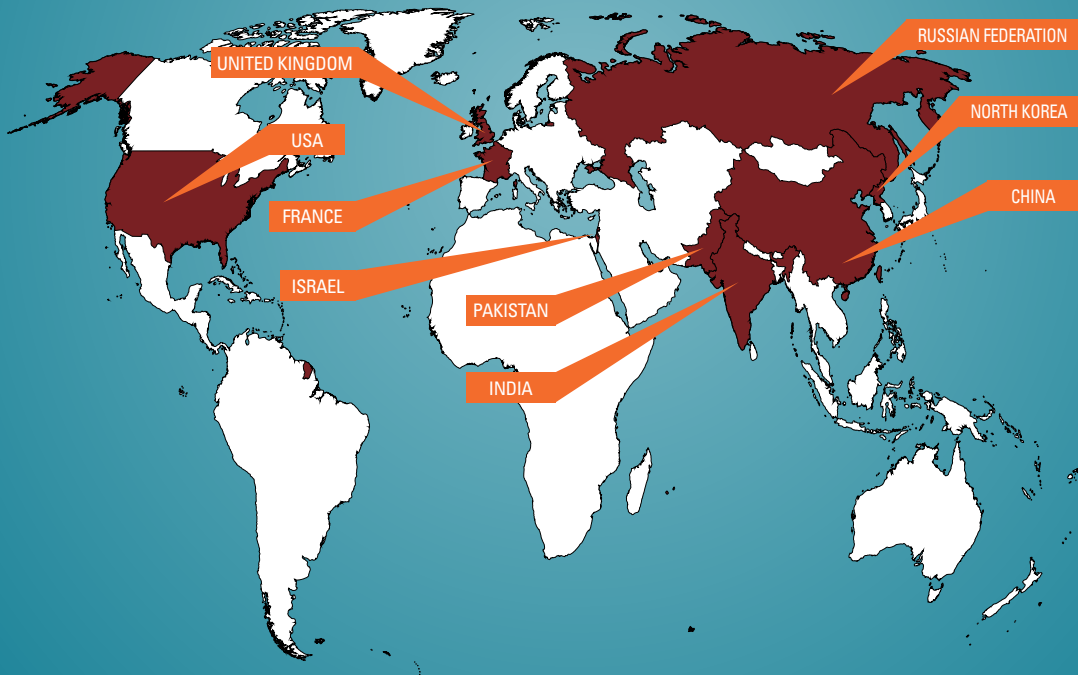 RUSSIAN FEDERATION
UNITED KINGDOM
NORTH KOREA
USA
CHINA
FRANCE
ISRAEL
PAKISTAN
INDIA